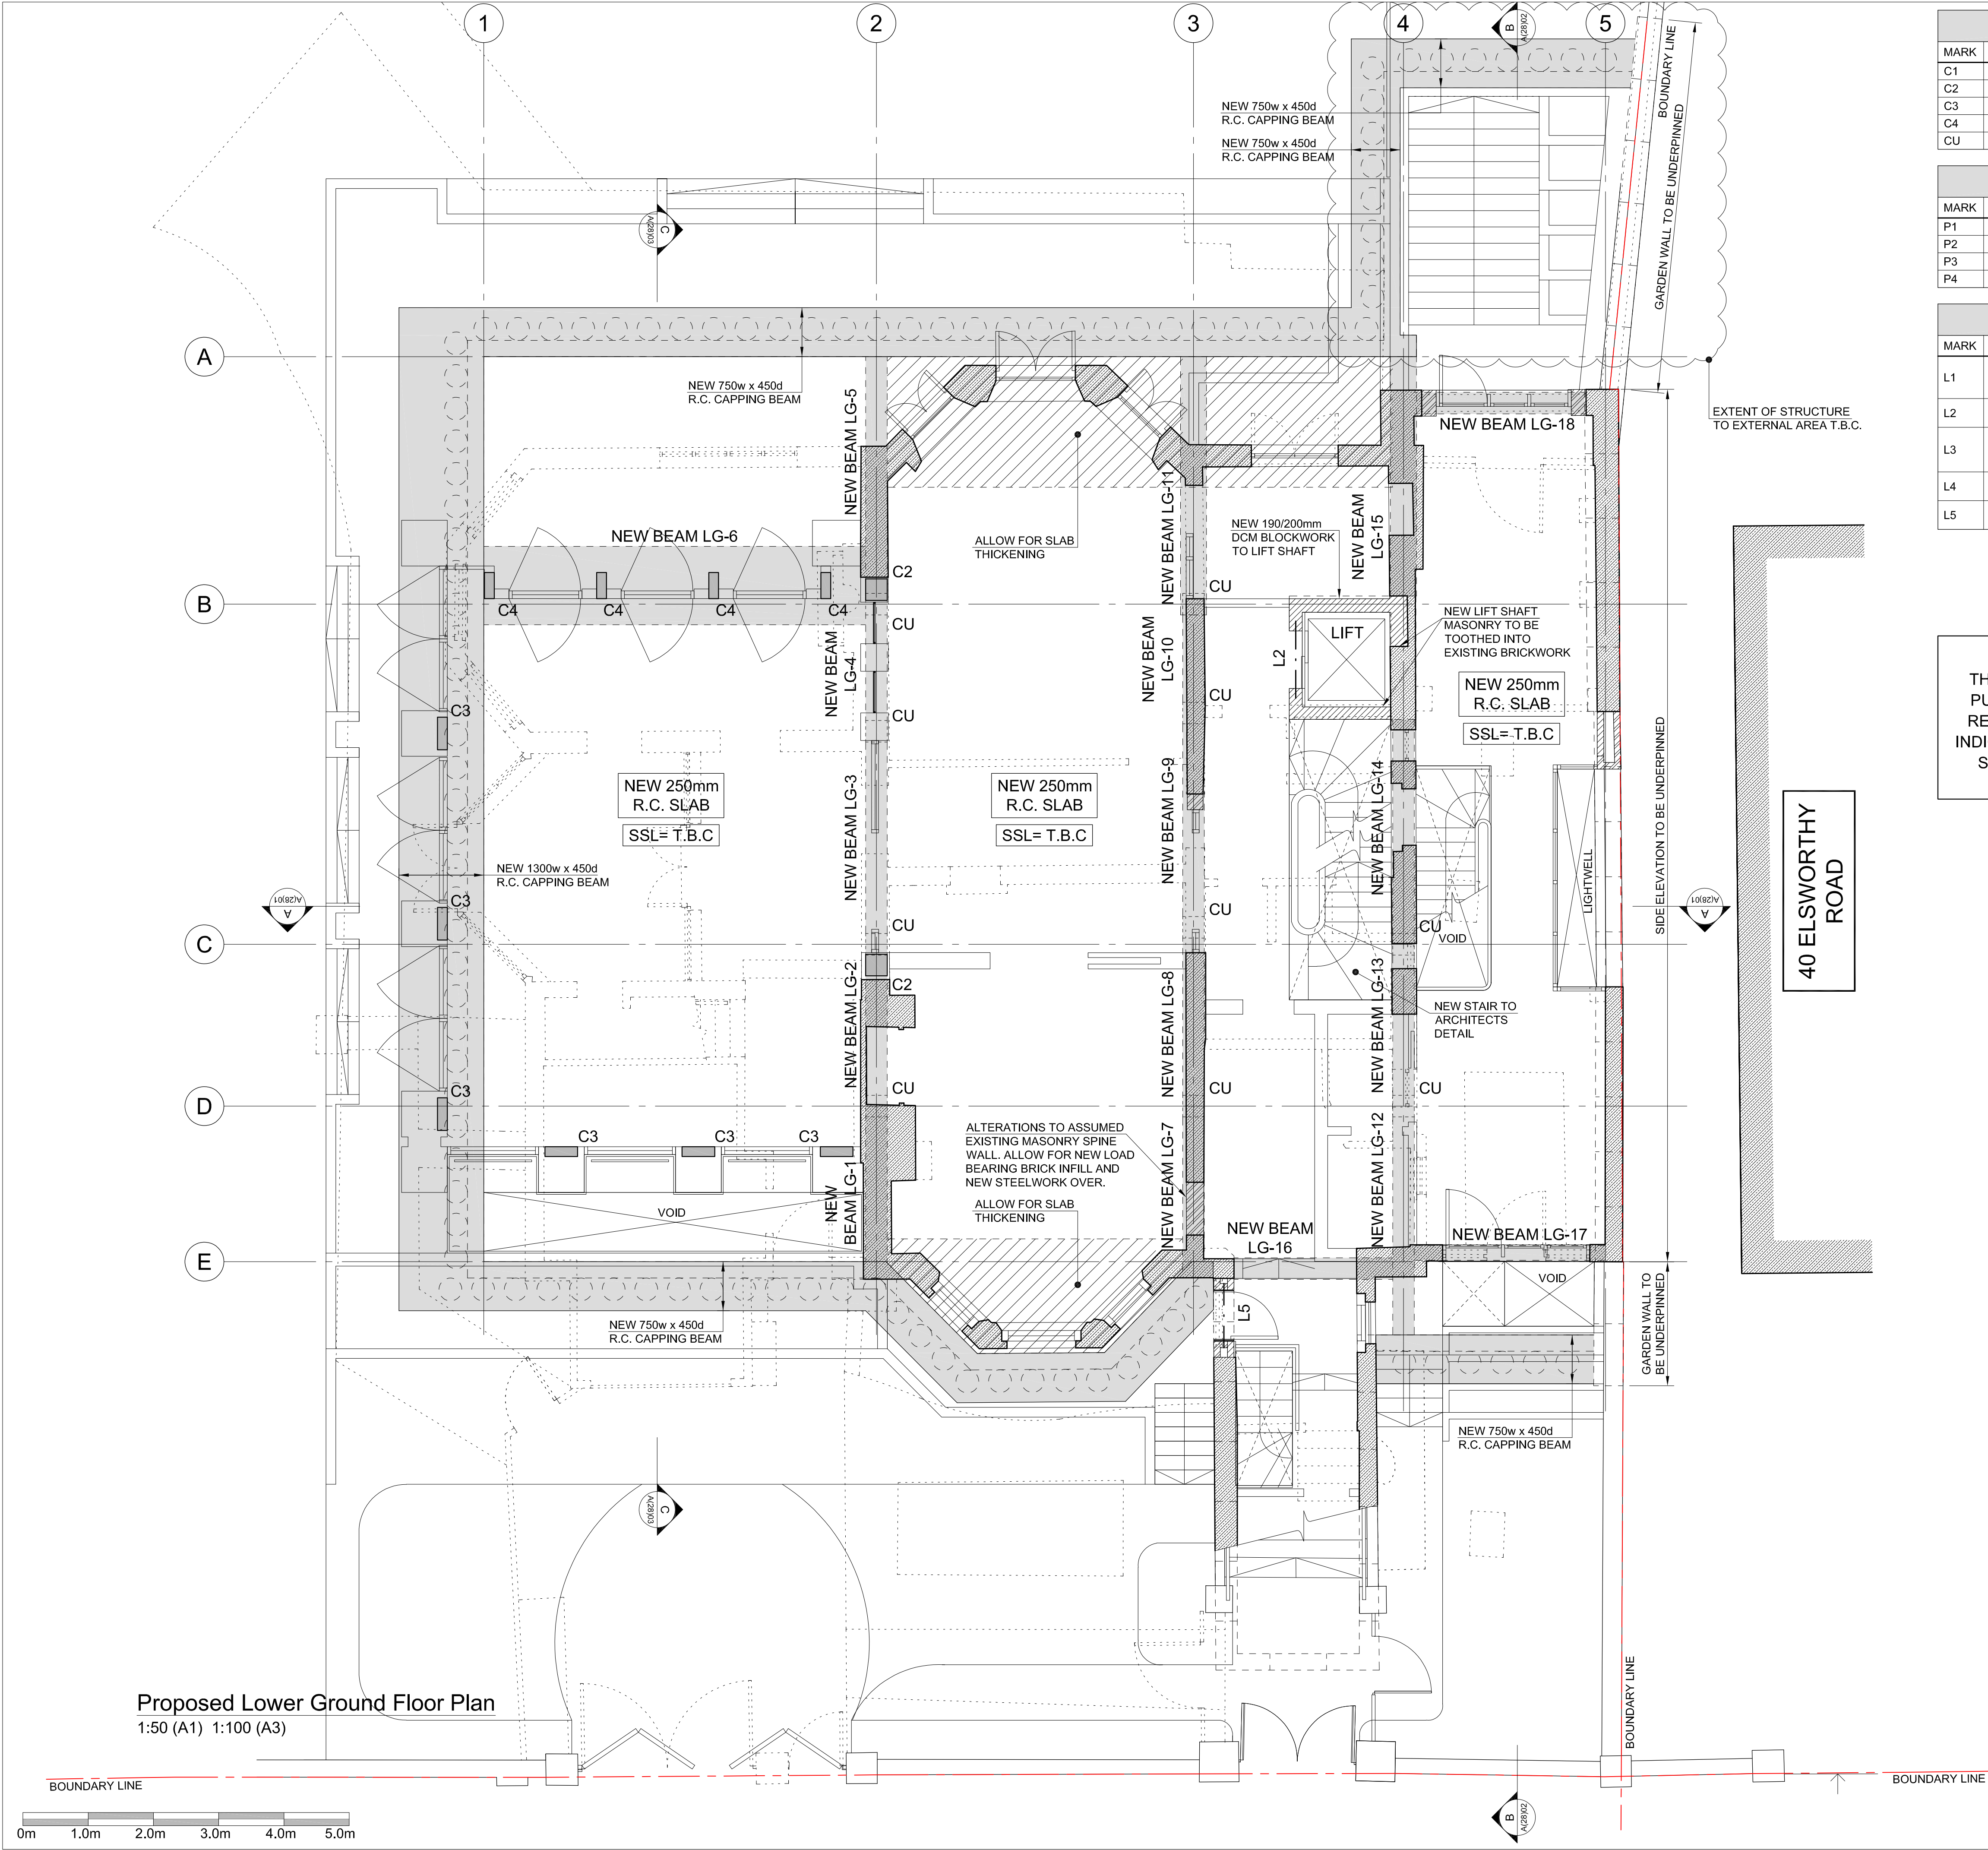 1
2
3
4
5
B
A(28)02
MARK
C1
C2
C3
C4
CU
MARK
P1
P2
P3
P4
MARK
L1
L2
L3
L4
L5
BOUNDARY LINE
GARDEN WALL TO BE UNDERPINNED
NEW 750w x 450d
R.C. CAPPING BEAM
NEW 750w x 450d
R.C. CAPPING BEAM
C
A(28)03
A
NEW 750w x 450d
R.C. CAPPING BEAM
NEW BEAM LG-5
NEW BEAM LG-18
EXTENT OF STRUCTURE
TO EXTERNAL AREA T.B.C.
NEW BEAM LG-6
ALLOW FOR SLAB
THICKENING
NEW BEAM LG-11
NEW 190/200mm
DCM BLOCKWORK
TO LIFT SHAFT
NEW BEAM
LG-15
C2
CU
B
C4
C4
C4
C4
CU
NEW BEAM
LG-4
NEW BEAM
LG-10
L2
LIFT
NEW LIFT SHAFT
MASONRY TO BE
TOOTHED INTO
EXISTING BRICKWORK
NEW 250mm
R.C. SLAB
SSL= T.B.C
C3
CU
CU
NEW 250mm
R.C. SLAB
SSL= T.B.C
NEW BEAM LG-3
NEW 250mm
R.C. SLAB
SSL= T.B.C
NEW BEAM LG-9
NEW BEAM LG-14
SIDE ELEVATION TO BE UNDERPINNED
LIGHTWELL
40 ELSWORTHY
ROAD
TH
PU
RE
INDI
S
NEW 1300w x 450d
R.C. CAPPING BEAM
A
A(28)01
C3
CU
CU
CU
VOID
A
A(28)01
C
NEW BEAM LG-2
C2
NEW BEAM LG-8
NEW BEAM LG-13
NEW STAIR TO
ARCHITECTS
DETAIL
C3
CU
CU
CU
D
C3
C3
C3
ALTERATIONS TO ASSUMED
EXISTING MASONRY SPINE
WALL. ALLOW FOR NEW LOAD
BEARING BRICK INFILL AND
NEW STEELWORK OVER.
NEW BEAM LG-7
NEW BEAM LG-12
NEW
BEAM LG-1
VOID
ALLOW FOR SLAB
THICKENING
NEW BEAM
LG-16
NEW BEAM LG-17
E
VOID
L5
GARDEN WALL TO
BE UNDERPINNED
NEW 750w x 450d
R.C. CAPPING BEAM
NEW 750w x 450d
R.C. CAPPING BEAM
C
A(28)03
BOUNDARY LINE
Proposed Lower Ground Floor Plan
1:50 (A1) 1:100 (A3)
BOUNDARY LINE
BOUNDARY LINE
B
A(28)02
0m
1.0m
2.0m
3.0m
4.0m
5.0m